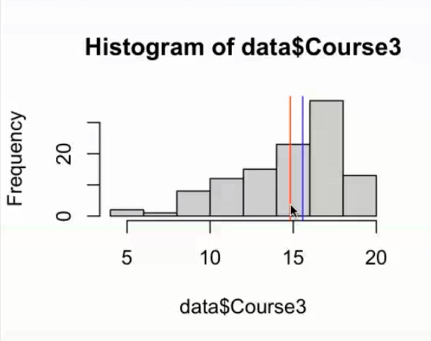 Histogram of data$Course3
Frequency
20
0
5 10 15 20
data$Course3